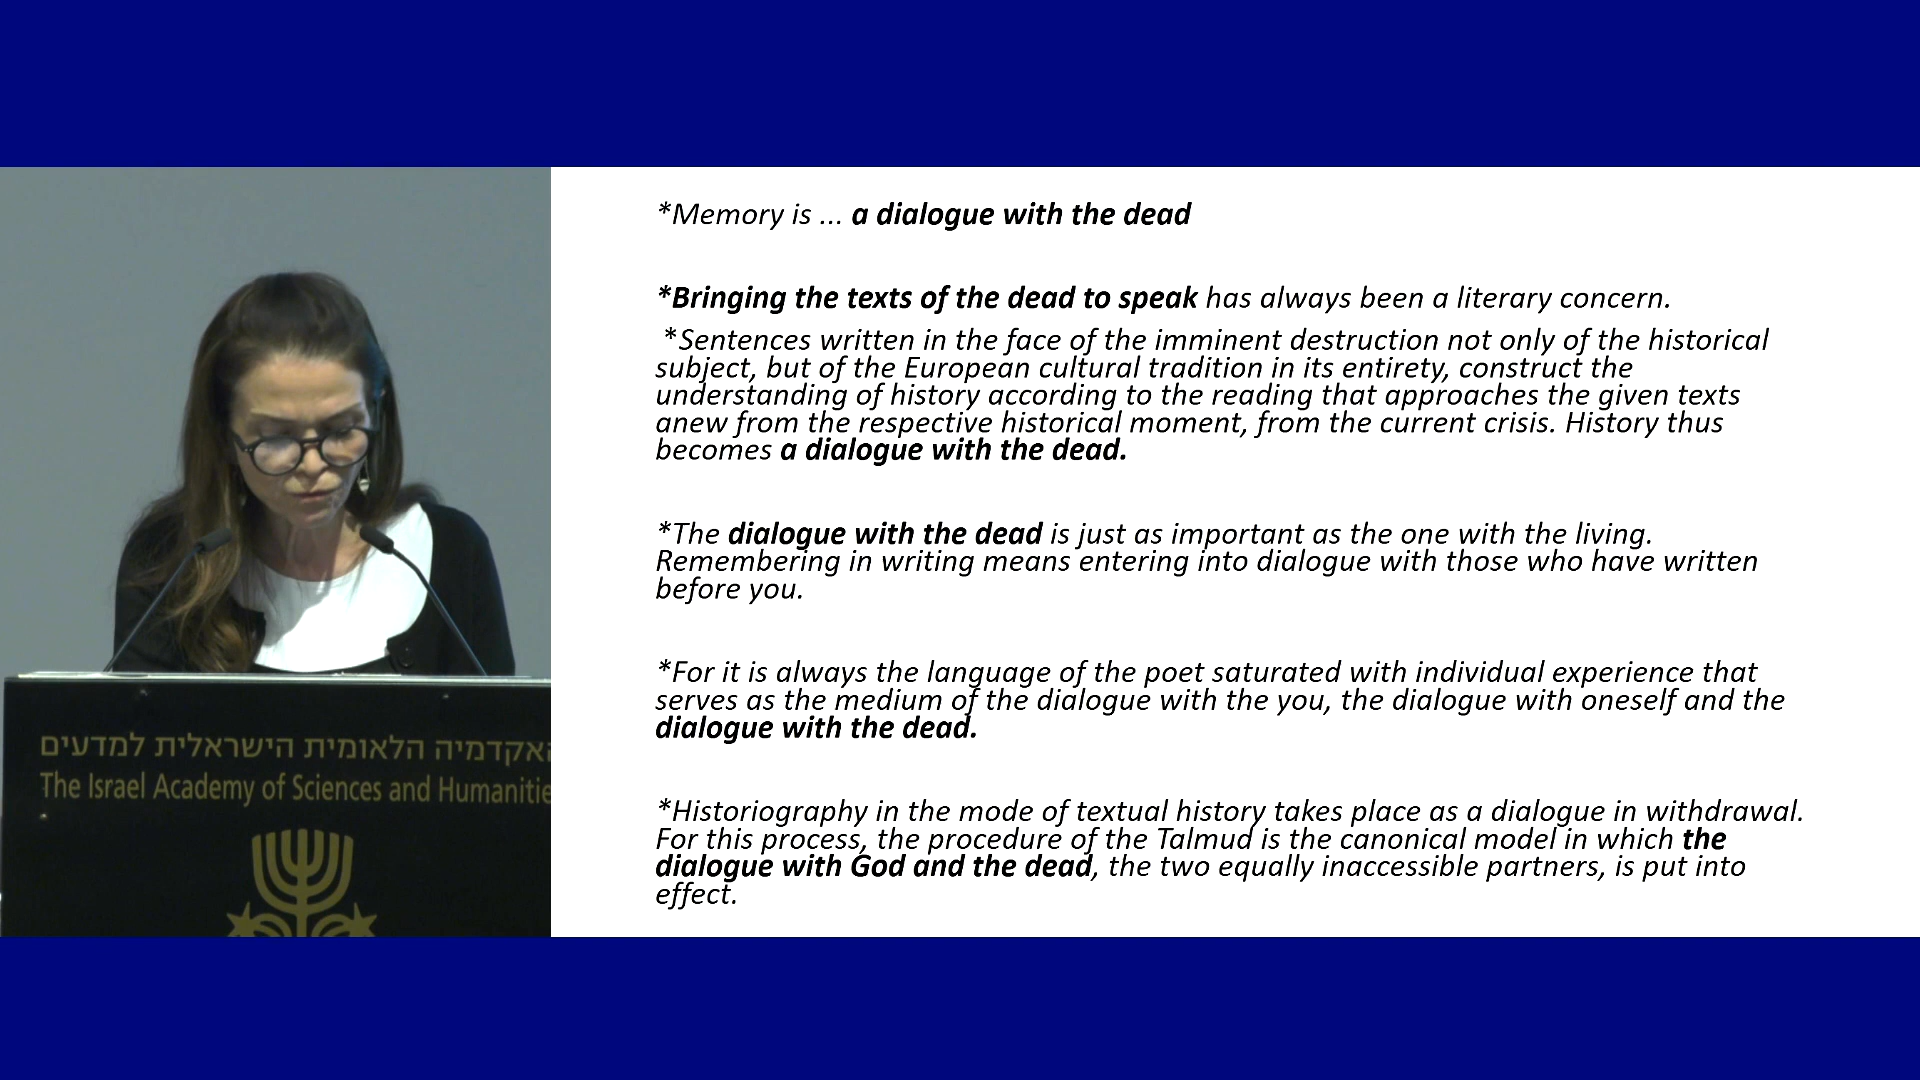 *Memory is ... a dialogue with the dead
*Bringing the texts of the dead to speak has always been a literary concern.
*Sentences written in the face of the imminent destruction not only of the historical
subject, but of the European cultural tradition in its entirety, construct the
understanding of history according to the reading that approaches the given texts
anew from the respective historical moment, from the current crisis. History thus
becomes a dialogue with the dead.
*The dialogue with the dead is just as important as the one with the living.
Remembering in writing means entering into dialogue with those who have written
before you.
*For it is always the language of the poet saturated with individual experience that
serves as the medium of the dialogue with the you, the dialogue with oneself and the
dialogue with the dead.
*Historiography in the mode of textual history takes place as a dialogue in withdrawal.
For this process, the procedure of the Talmud is the canonical model in which the
dialogue with God and the dead, the two equally inaccessible partners, is put into
effect.
האקדמיה הלאומית הישראלית למדעים
The Israel Academy of Sciences and Humanitie